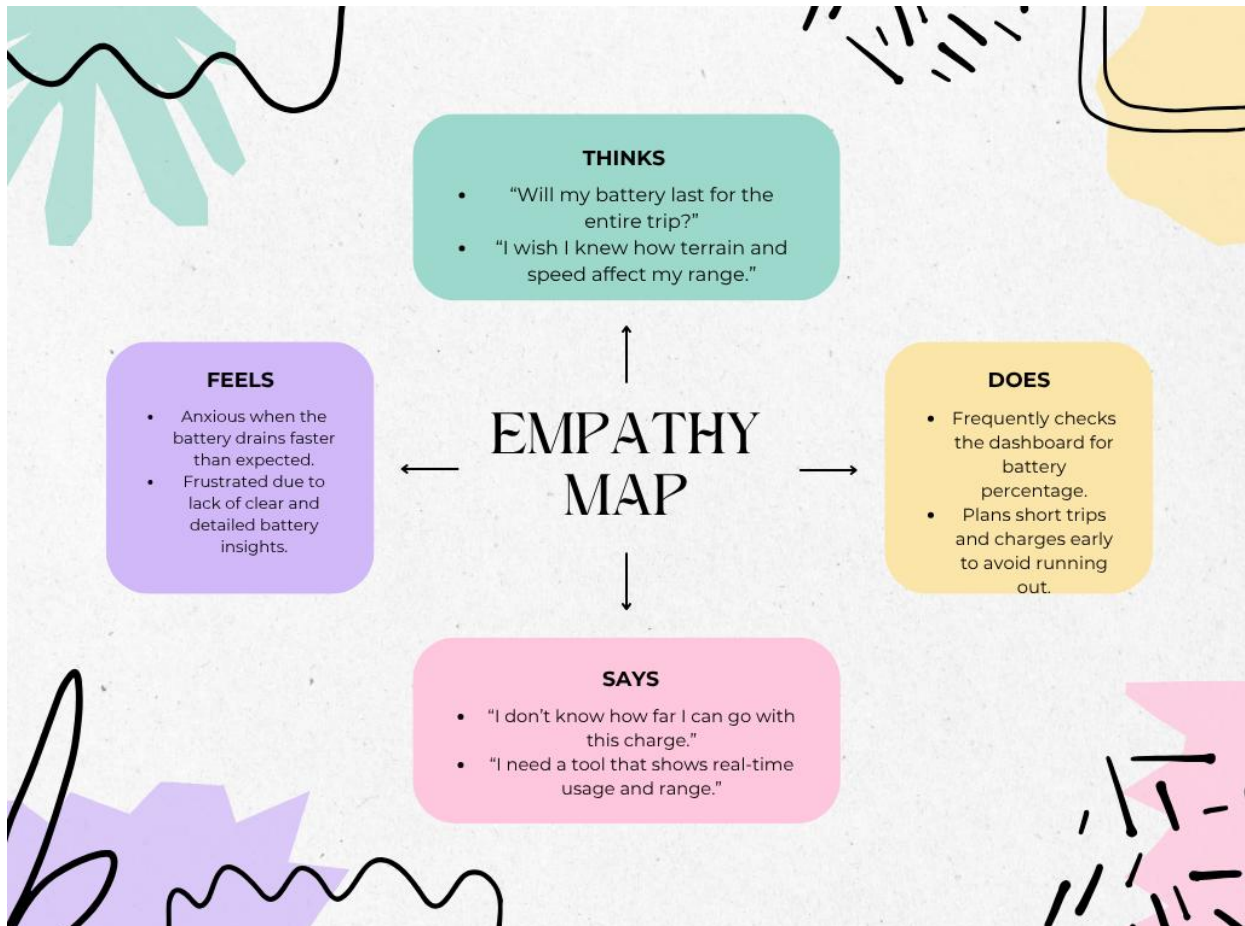 THINKS
• “Will my battery last for the
entire trip?”
• “I wish I knew how terrain and
speed affect my range.”
FEELS
• Anxious when the
battery drains faster
than expected.
• Frustrated due to
lack of clear and
detailed battery
insights.
EMPATHY
MAP
DOES
• Frequently checks
the dashboard for
battery
percentage.
• Plans short trips
and charges early
to avoid running
out.
SAYS
• “I don’t know how far I can go with
this charge.”
• “I need a tool that shows real-time
usage and range.”